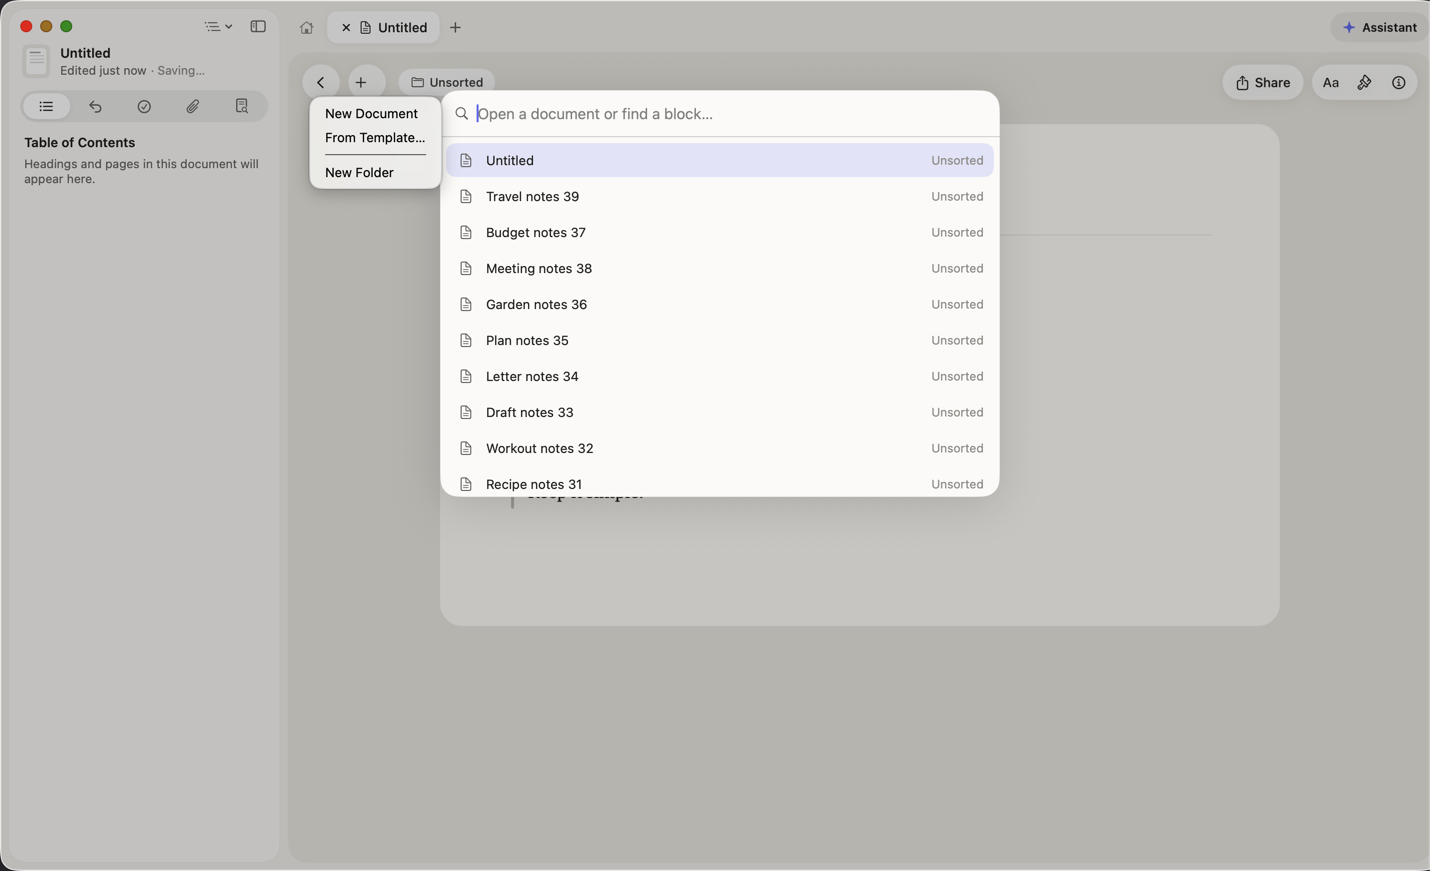 Untitled
Assistant
Untitled
Edited just now · Saving...
Unsorted
Share
Aa
New Document
From Template...
New Folder
Open a document or find a block...
Table of Contents
Headings and pages in this document will
appear here.
Untitled Unsorted
Travel notes 39 Unsorted
Budget notes 37 Unsorted
Meeting notes 38 Unsorted
Garden notes 36 Unsorted
Plan notes 35 Unsorted
Letter notes 34 Unsorted
Draft notes 33 Unsorted
Workout notes 32 Unsorted
Recipe notes 31 Unsorted